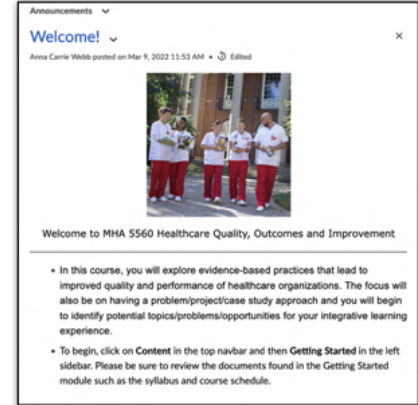 Announcements
Welcome!
Anna Carrie Webb posted on Mar 9, 2022 11:53 AM • Edited
Welcome to MHA 5560 Healthcare Quality, Outcomes and Improvement
• In this course, you will explore evidence-based practices that lead to
improved quality and performance of healthcare organizations. The focus will
also be on having a problem/project/case study approach and you will begin
to identify potential topics/problems/opportunities for your integrative learning
experience.
• To begin, click on Content in the top navbar and then Getting Started in the left
sidebar. Please be sure to review the documents found in the Getting Started
module such as the syllabus and course schedule.